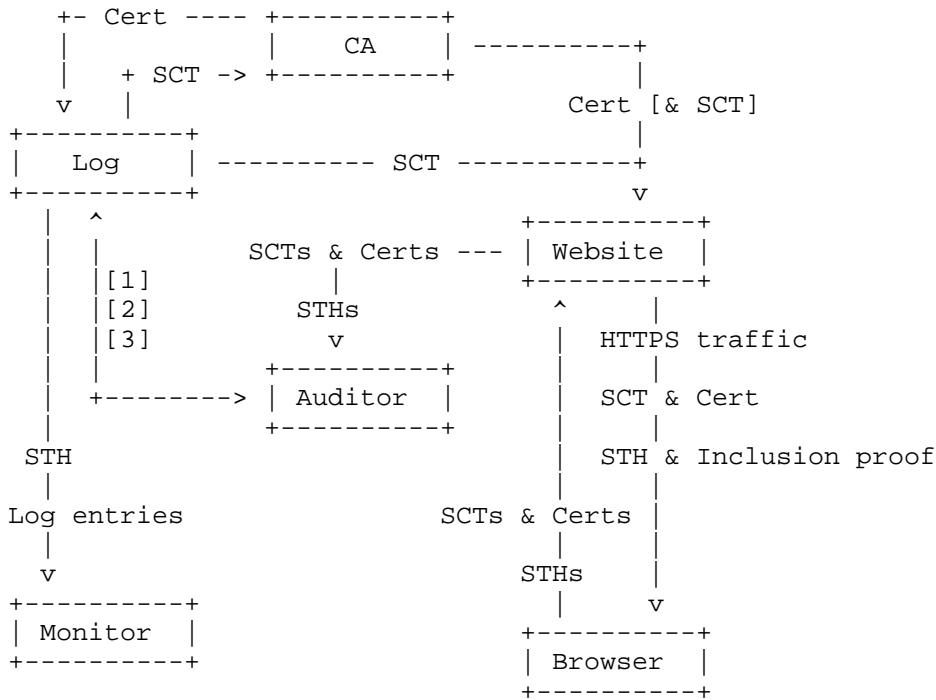 Cert
CA
SCT
Cert [& SCT]
Log
SCT
SCTs & Certs
Website
[1]
[2]
STHs
[3]
HTTPS traffic
Auditor
SCT & Cert
STH
STH & Inclusion proof
Log entries
SCTs & Certs
STHs
Monitor
Browser